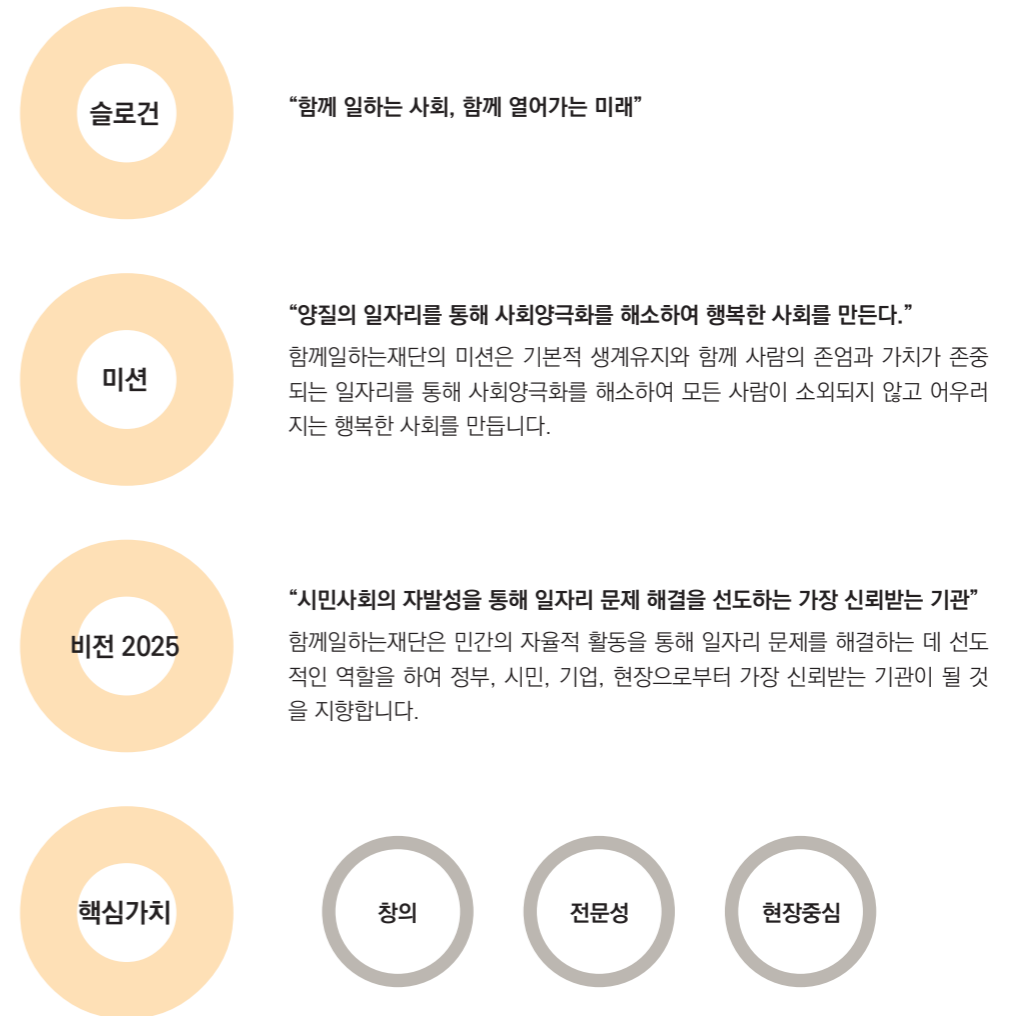 슬로건
“함께 일하는 사회, 함께 열어가는 미래”
미션
“양질의 일자리를 통해 사회양극화를 해소하여 행복한 사회를 만든다.”
함께일하는재단의 미션은 기본적 생계유지와 함께 사람의 존엄과 가치가 존중
되는 일자리를 통해 사회양극화를 해소하여 모든 사람이 소외되지 않고 어우러
지는 행복한 사회를 만듭니다.
비전 2025
“시민사회의 자발성을 통해 일자리 문제 해결을 선도하는 가장 신뢰받는 기관”
함께일하는재단은 민간의 자율적 활동을 통해 일자리 문제를 해결하는 데 선도
적인 역할을 하여 정부, 시민, 기업, 현장으로부터 가장 신뢰받는 기관이 될 것
을 지향합니다.
핵심가치
창의
전문성
현장중심